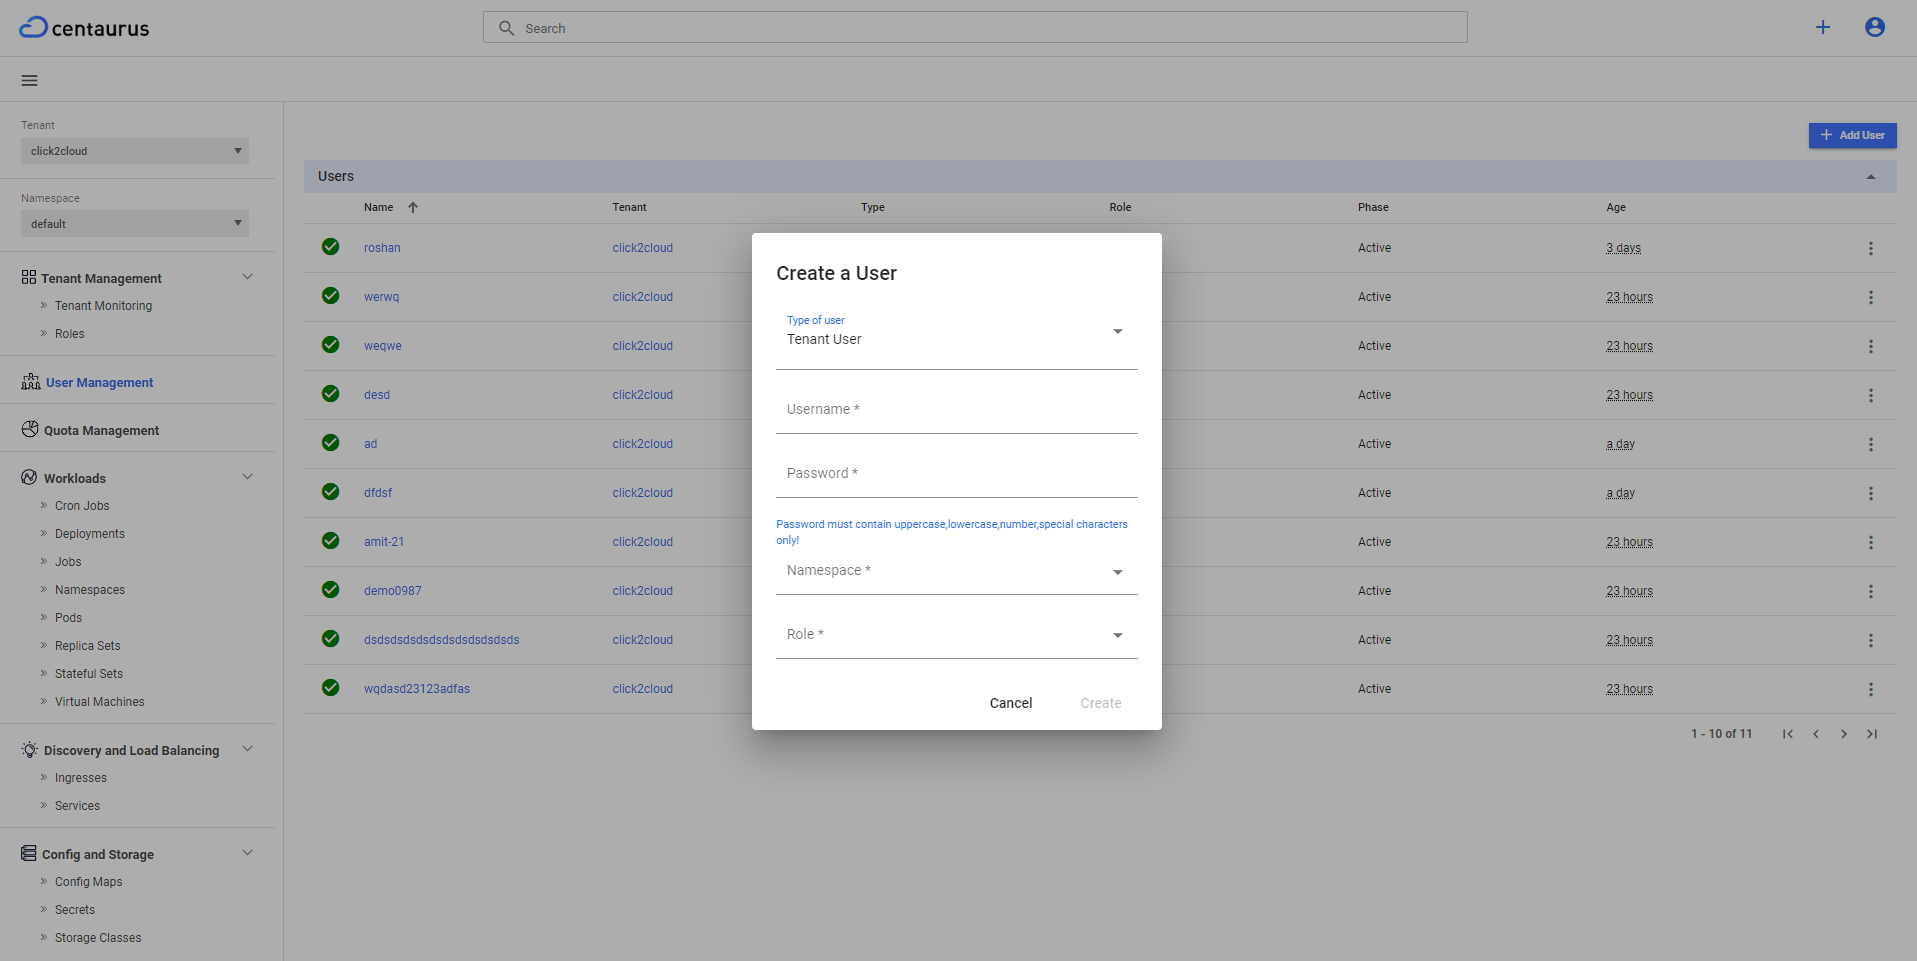 centaurus
Search
Tenant
click2cloud
Namespace
default
Tenant Management
Tenant Monitoring
Roles
User Management
Quota Management
Workloads
Cron Jobs
Deployments
Jobs
Namespaces
Pods
Replica Sets
Stateful Sets
Virtual Machines
Discovery and Load Balancing
Ingresses
Services
Config and Storage
Config Maps
Secrets
Storage Classes
Add User
Users
Name Tenant Type Role Phase Age
roshan click2cloud Active 3 days
werwq click2cloud Active 23 hours
weqwe click2cloud Active 23 hours
desd click2cloud Active 23 hours
ad click2cloud Active a day
dfdsf click2cloud Active a day
amit-21 click2cloud Active 23 hours
demo0987 click2cloud Active 23 hours
dsdsdsdsdsdsdsdsdsdsdsds click2cloud Active 23 hours
wqdasd23123adfas click2cloud Active 23 hours
1 - 10 of 11
Create a User
Type of user
Tenant User
Username *
Password *
Password must contain uppercase,lowercase,number,special characters
only!
Namespace *
Role *
Cancel Create